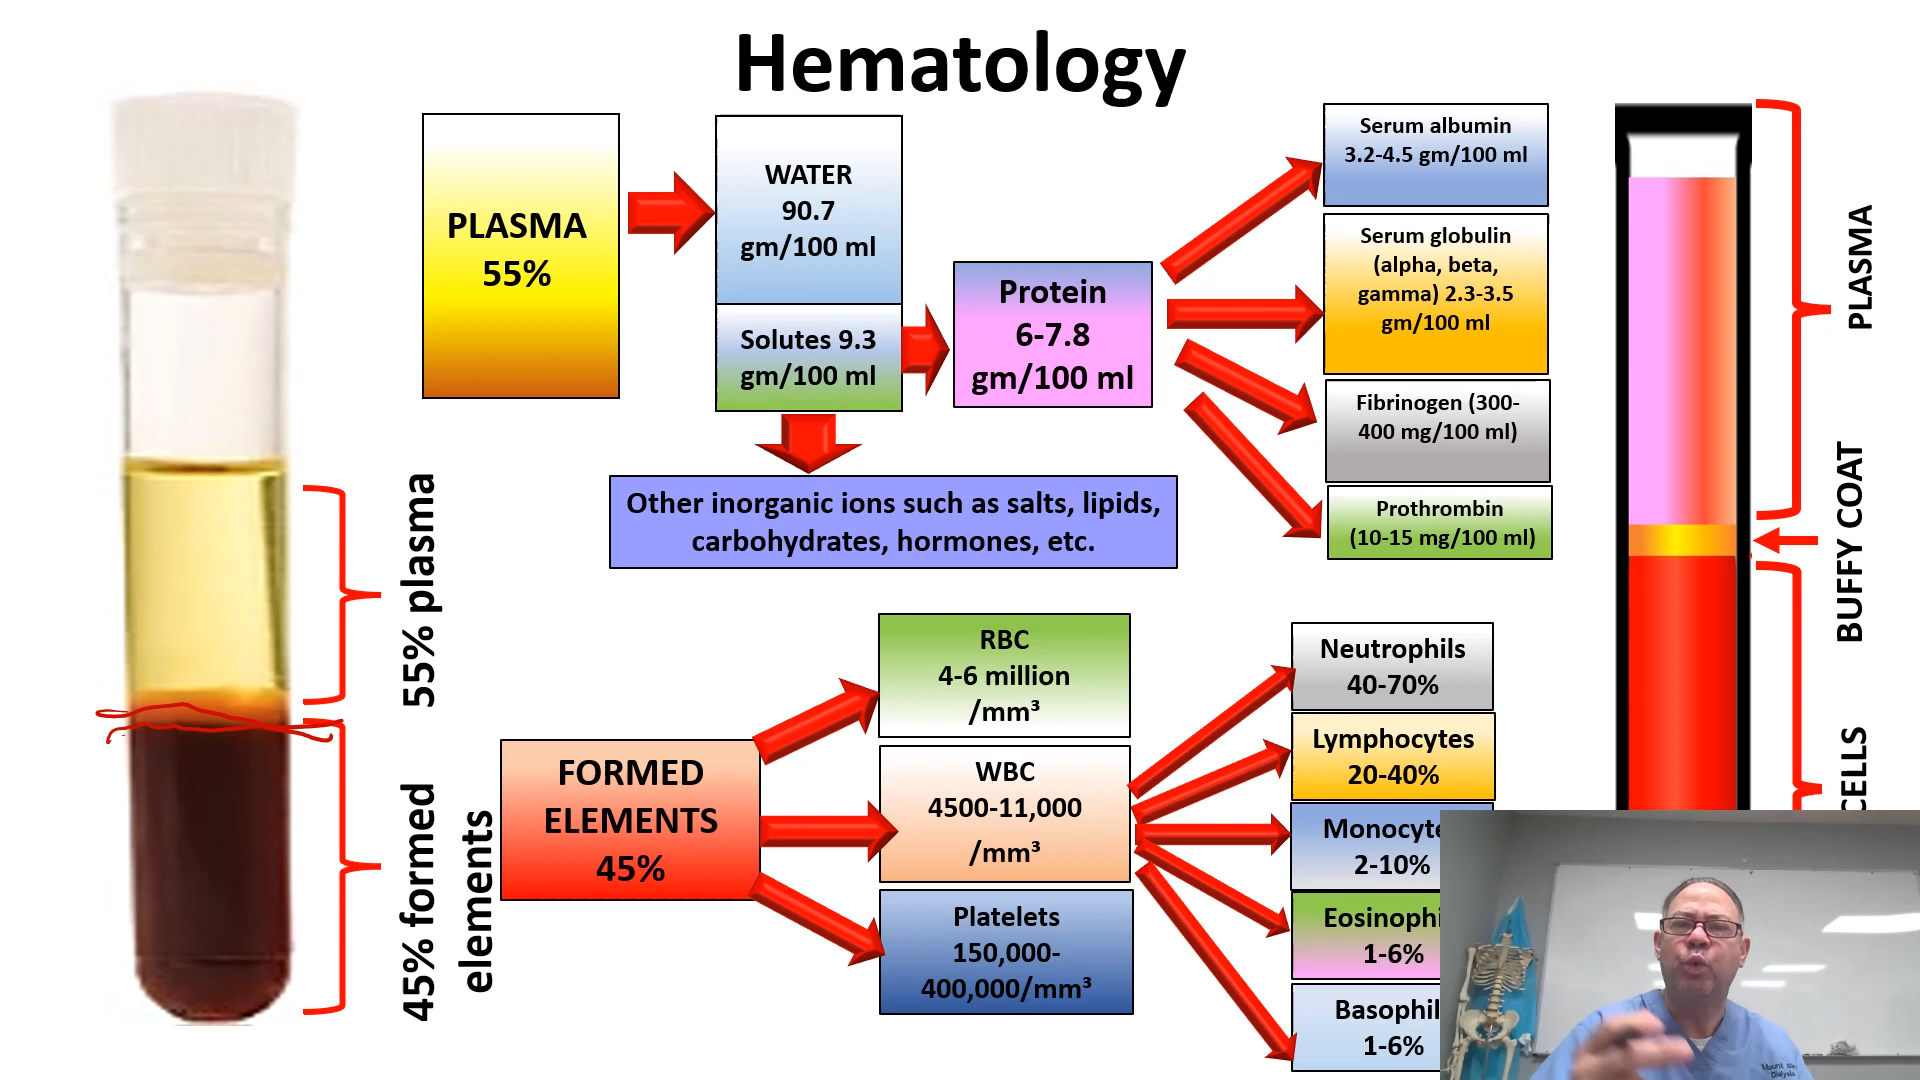 Hematology
PLASMA
55%
WATER
90.7
gm/100 ml
Solutes 9.3
gm/100 ml
Protein
6-7.8
gm/100 ml
Serum albumin
3.2-4.5 gm/100 ml
Serum globulin
(alpha, beta,
gamma) 2.3-3.5
gm/100 ml
Fibrinogen (300-
400 mg/100 ml)
Prothrombin
(10-15 mg/100 ml)
Other inorganic ions such as salts, lipids,
carbohydrates, hormones, etc.
55% plasma
45% formed
elements
FORMED
ELEMENTS
45%
RBC
4-6 million
/mm³
WBC
4500-11,000
/mm³
Platelets
150,000-
400,000/mm³
Neutrophils
40-70%
Lymphocytes
20-40%
Monocyte
2-10%
Eosinophi
1-6%
Basophil
1-6%
PLASMA
BUFFY COAT
CELLS